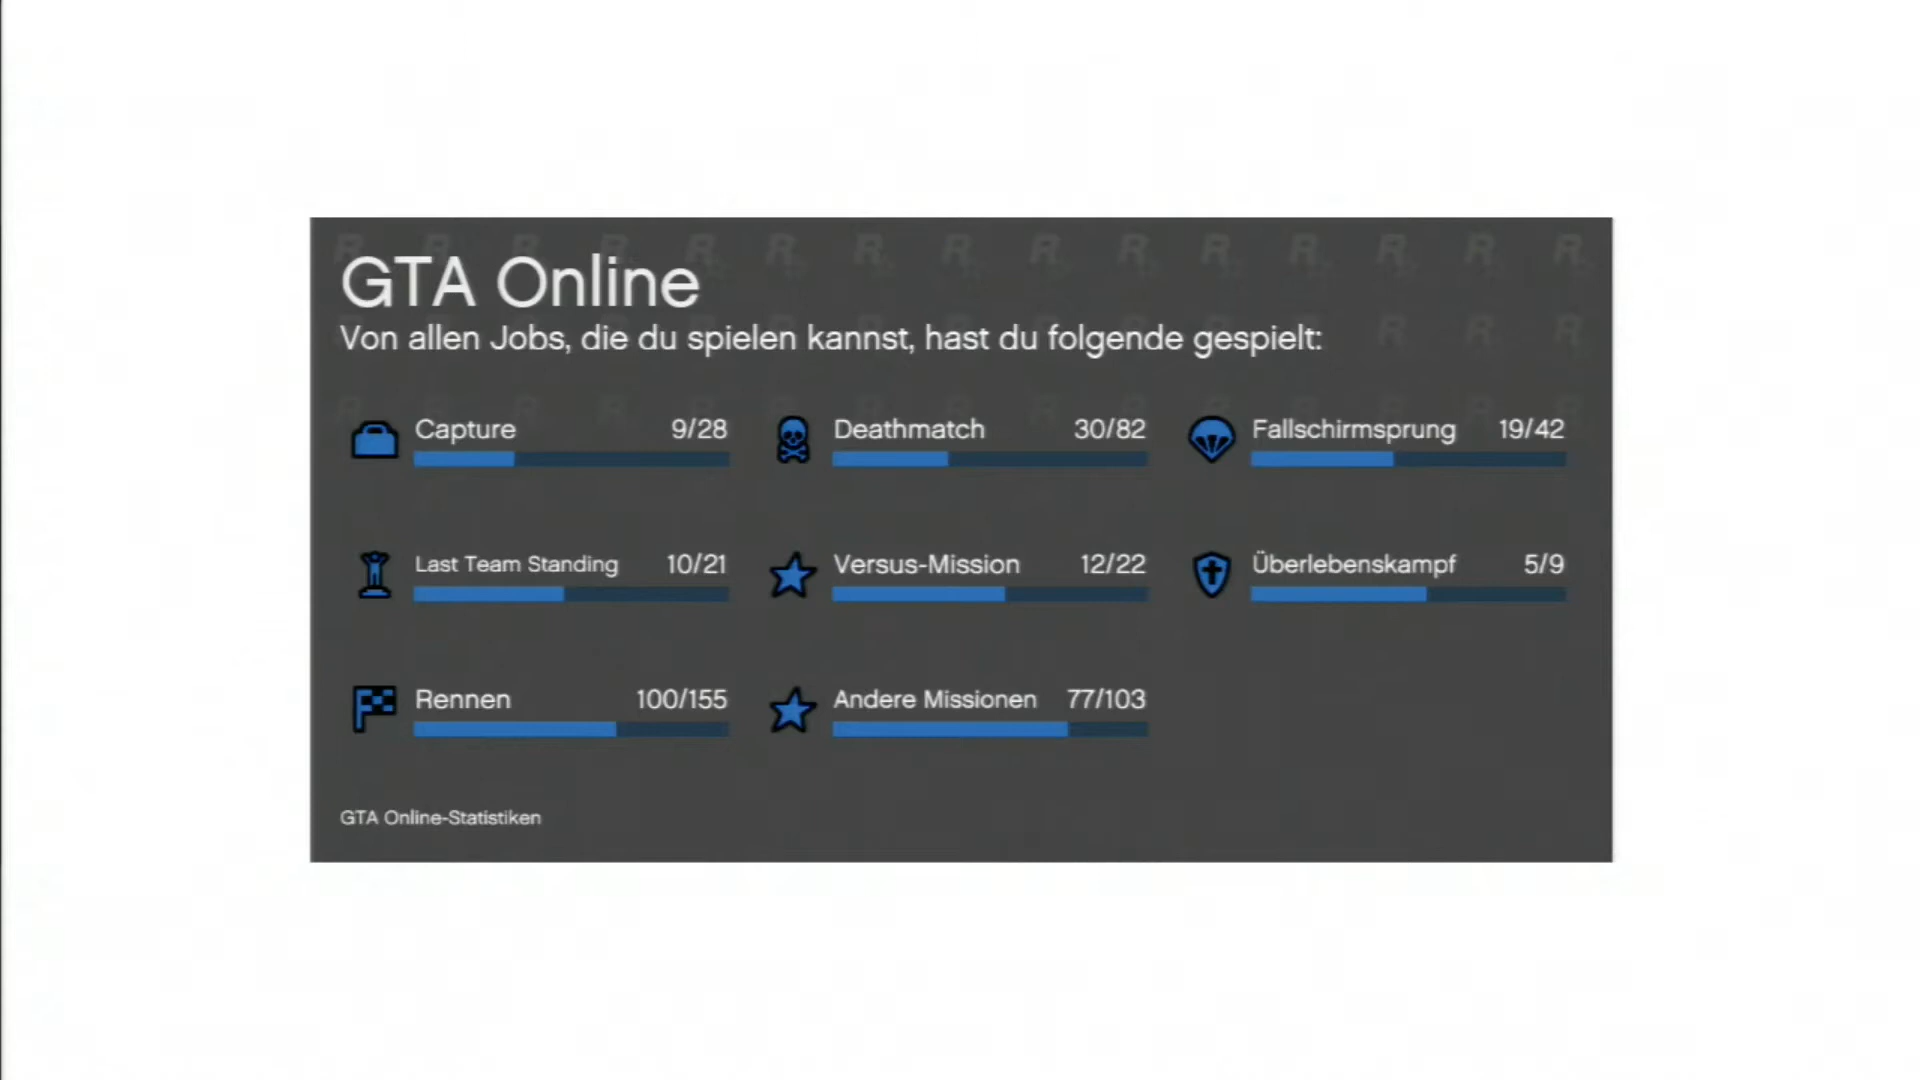 GTA Online
Von allen Jobs, die du spielen kannst, hast du folgende gespielt:
Capture 9/28
Deathmatch 30/82
Fallschirmsprung 19/42
Last Team Standing 10/21
Versus-Mission 12/22
Überlebenskampf 5/9
Rennen 100/155
Andere Missionen 77/103
GTA Online-Statistiken